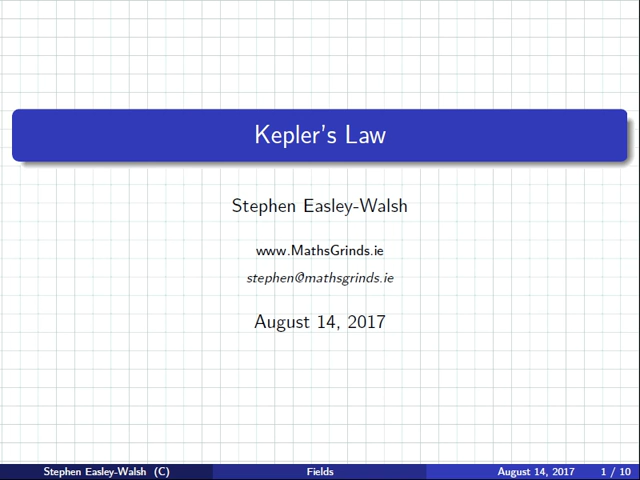 Kepler's Law
Stephen Easley-Walsh
www.MathsGrinds.ie
stephen@mathsgrinds.ie
August 14, 2017
Stephen Easley-Walsh (C) Fields August 14, 2017 1 / 10